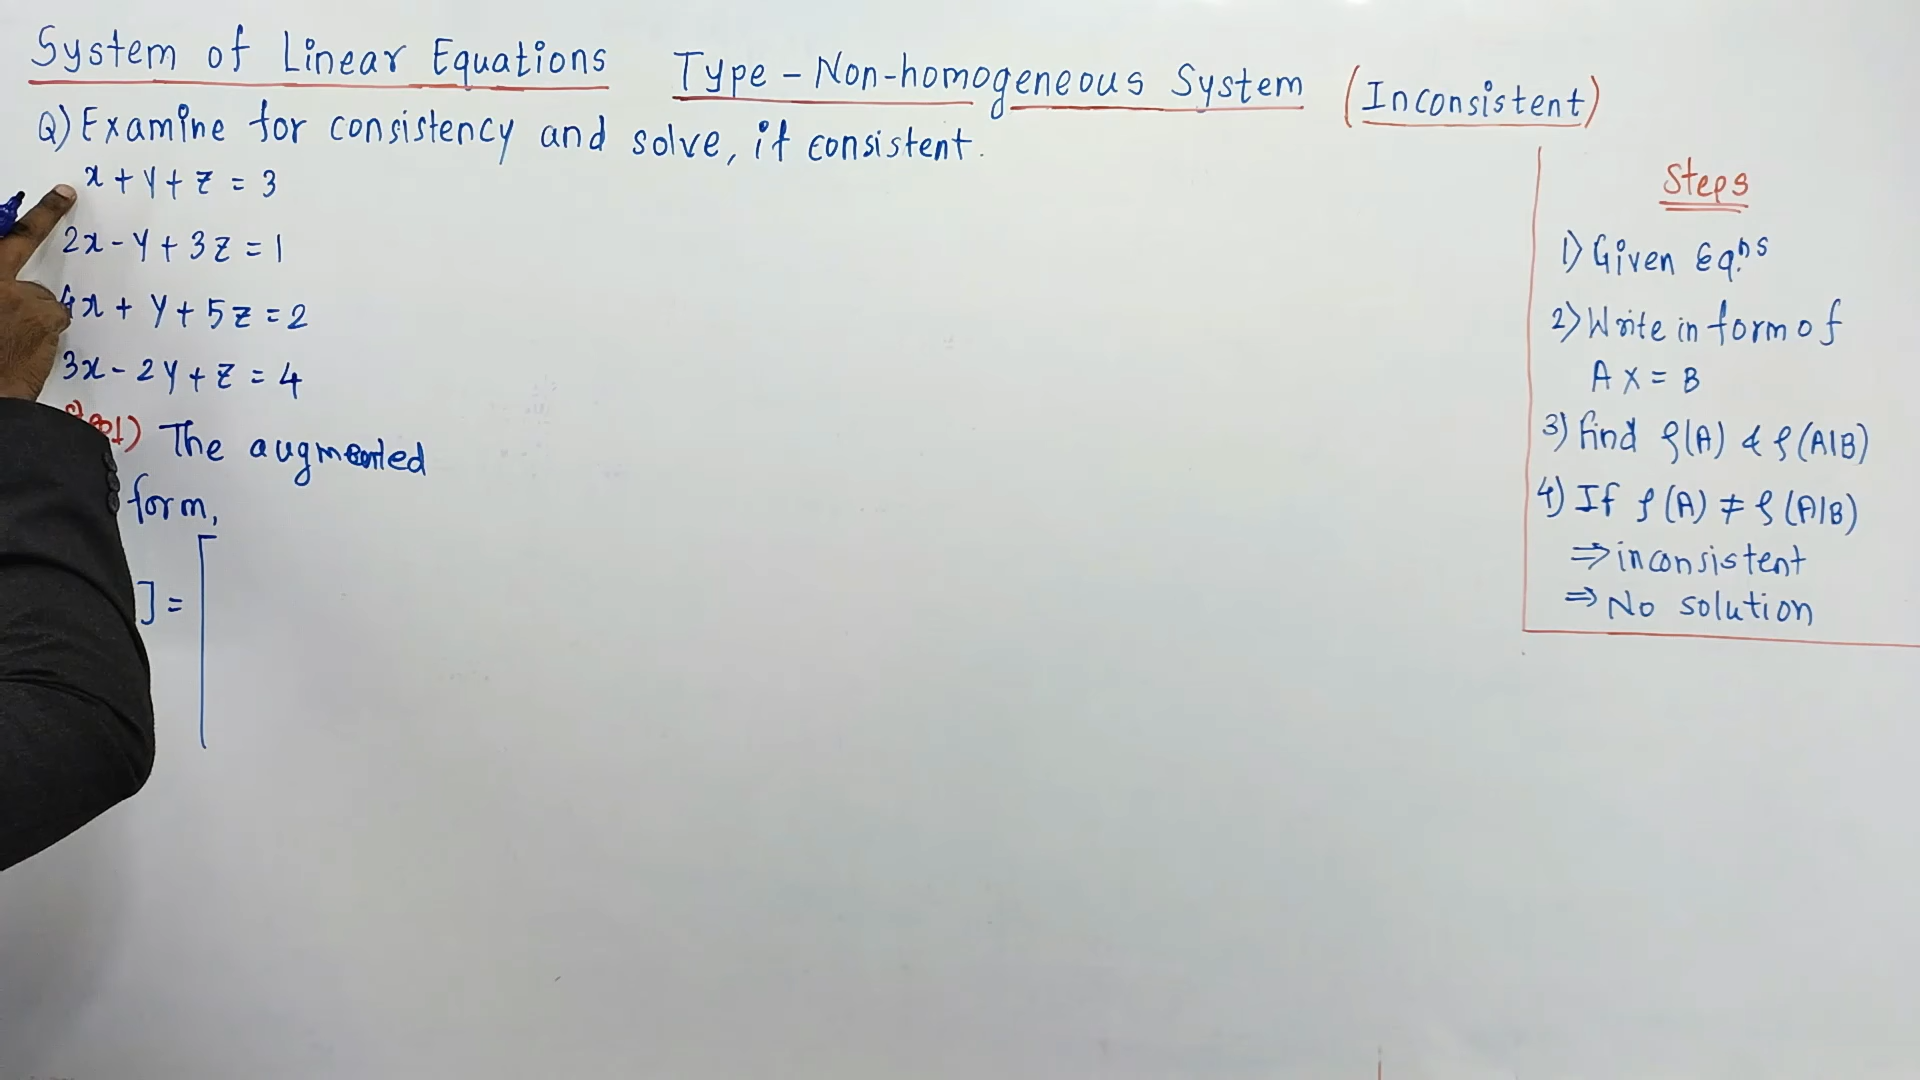 System of Linear Equations Type - Non-homogeneous System (Inconsistent)
Q) Examine for consistency and solve, if consistent.
x + y + z = 3
2x - y + 3z = 1
4x + y + 5z = 2
3x - 2y + z = 4
The augmented
form,
] = [
Steps
1) Given Eqⁿs
2) Write in form of
AX = B
3) find ρ(A) & ρ(A|B)
4) If ρ(A) ≠ ρ(A|B)
⇒ inconsistent
⇒ No solution